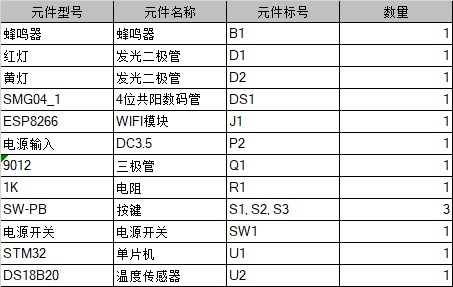 元件型号 元件名称 元件标号 数量
蜂鸣器 蜂鸣器 B1 1
红灯 发光二极管 D1 1
黄灯 发光二极管 D2 1
SMG04_1 4位共阳数码管 DS1 1
ESP8266 WIFI模块 J1 1
电源输入 DC3.5 P2 1
9012 三极管 Q1 1
1K 电阻 R1 1
SW-PB 按键 S1, S2, S3 3
电源开关 电源开关 SW1 1
STM32 单片机 U1 1
DS18B20 温度传感器 U2 1